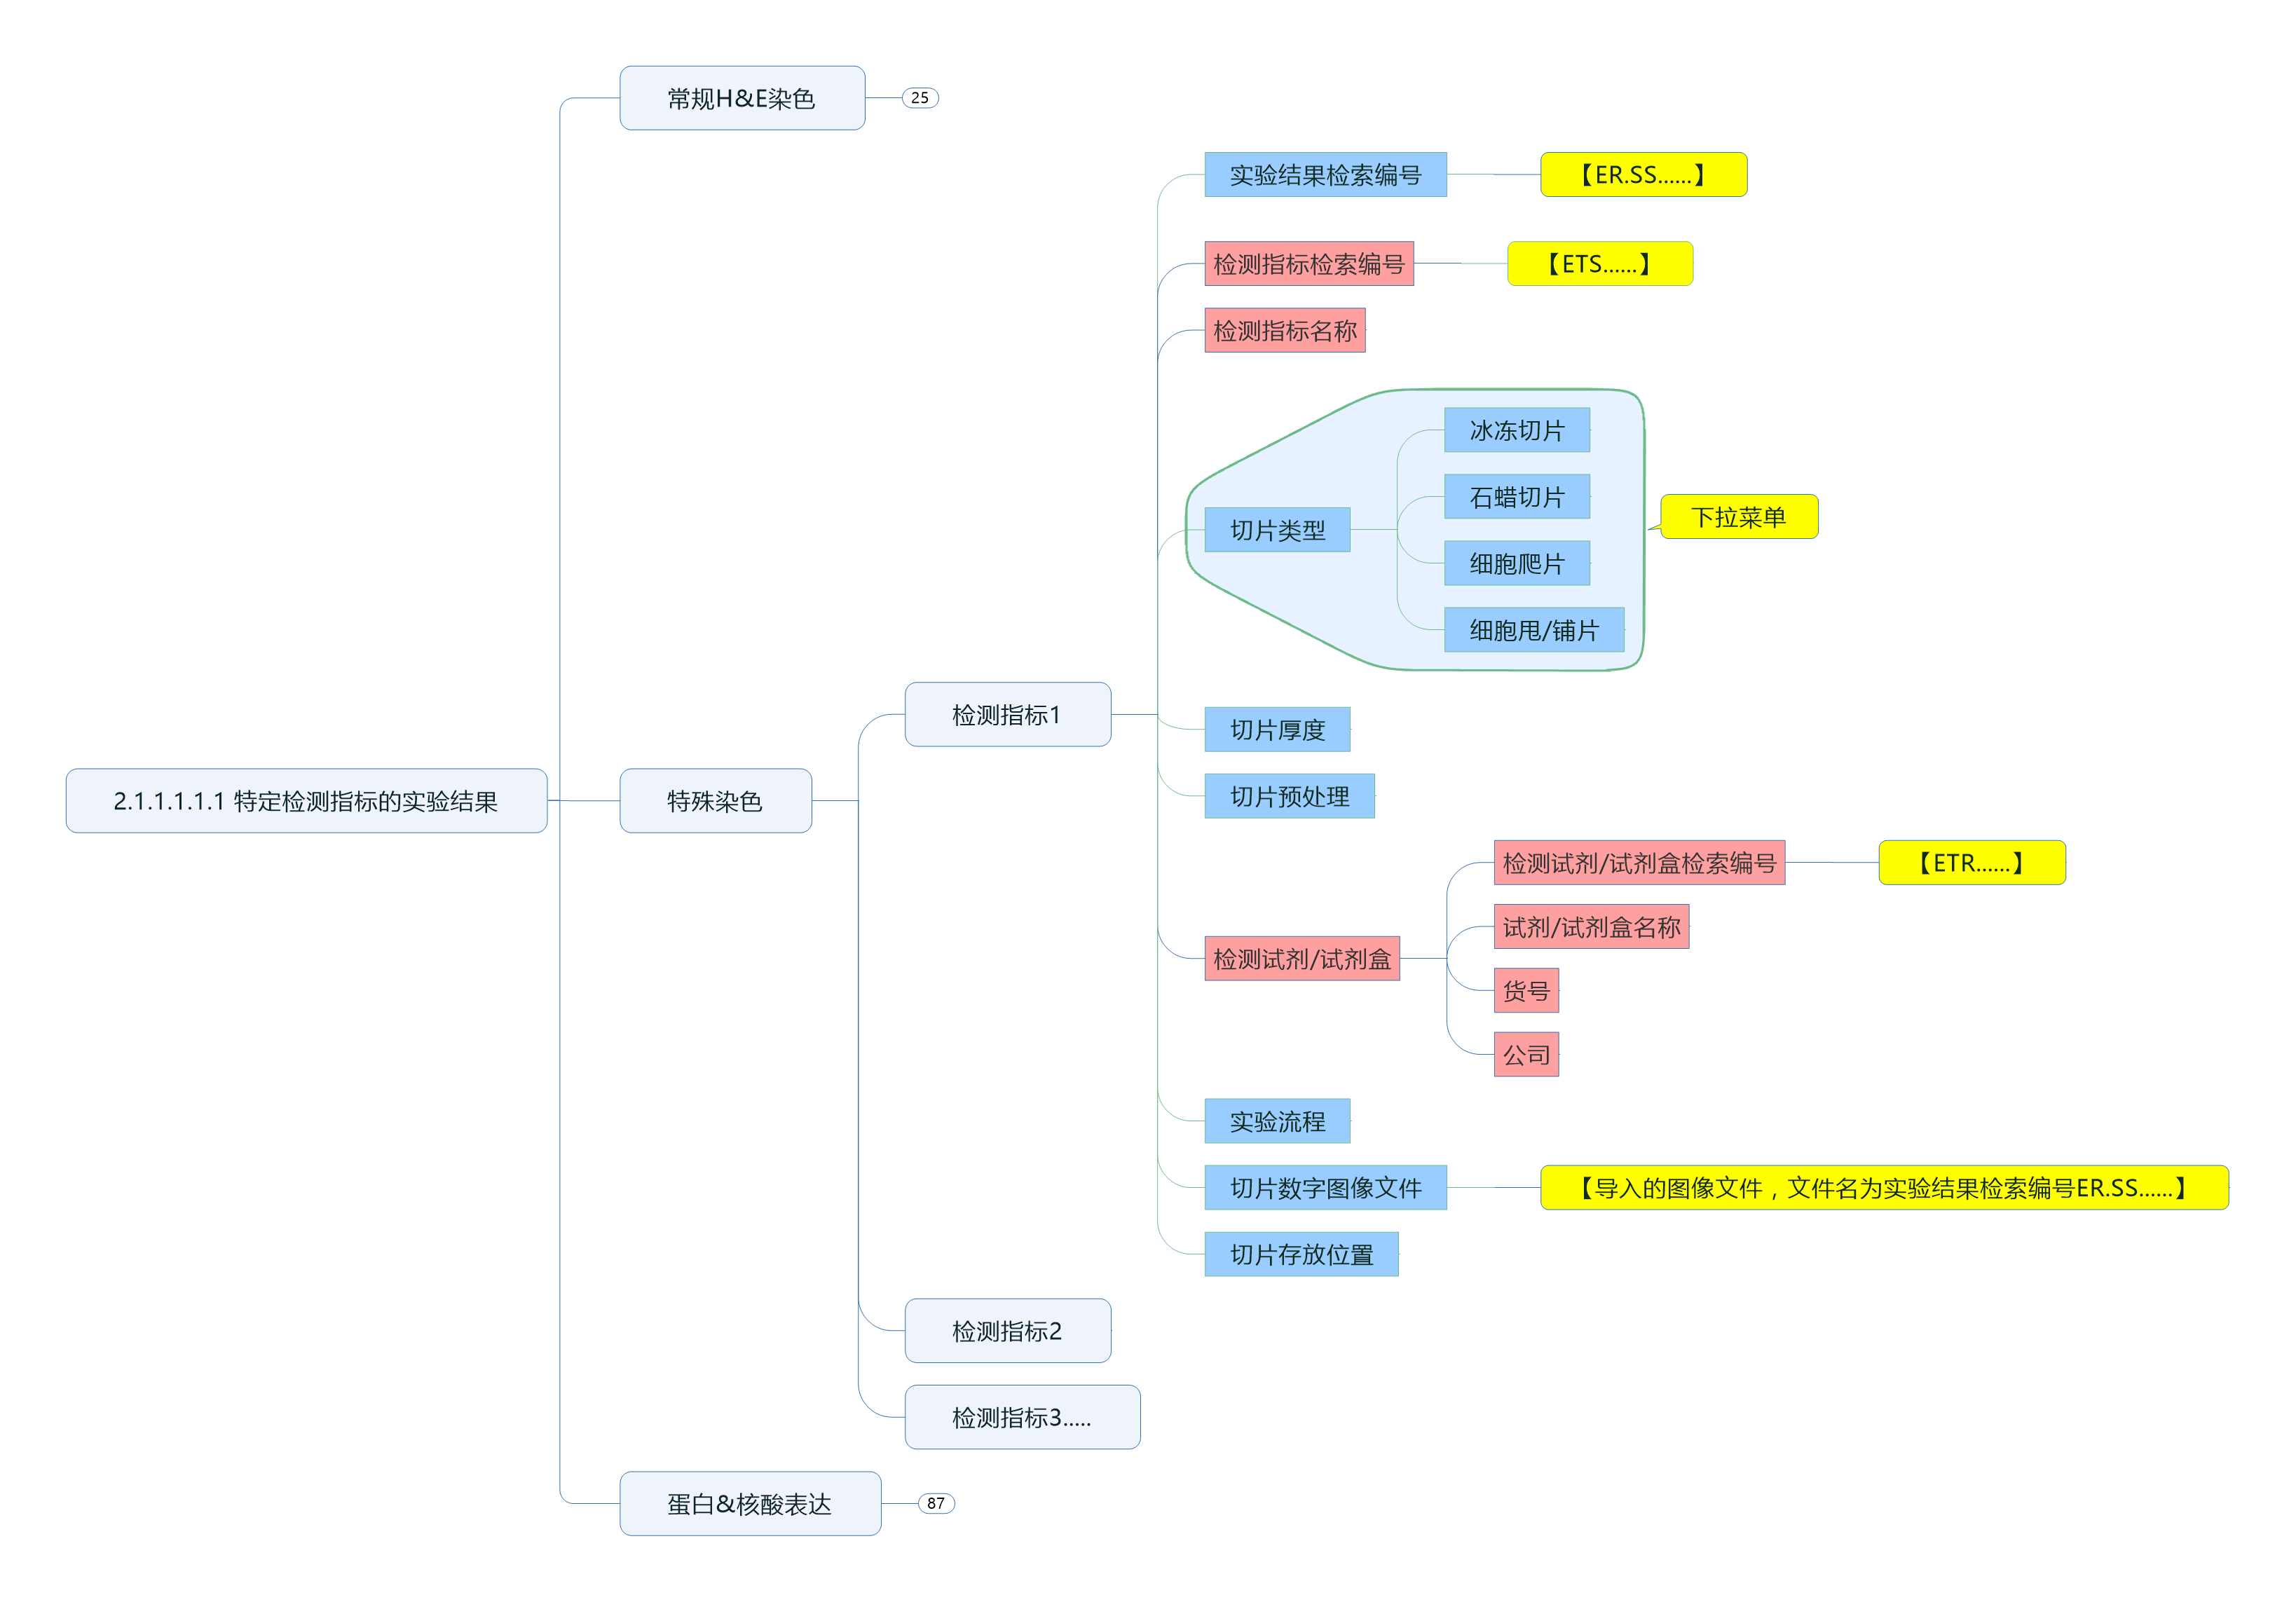 常规H&E染色
25
实验结果检索编号
【ER.SS......】
检测指标检索编号
【ETS......】
检测指标名称
冰冻切片
石蜡切片
切片类型
下拉菜单
细胞爬片
细胞甩/铺片
检测指标1
切片厚度
切片预处理
2.1.1.1.1.1 特定检测指标的实验结果
特殊染色
检测试剂/试剂盒检索编号
【ETR......】
试剂/试剂盒名称
检测试剂/试剂盒
货号
公司
实验流程
切片数字图像文件
【导入的图像文件，文件名为实验结果检索编号ER.SS......】
切片存放位置
检测指标2
检测指标3.....
蛋白&核酸表达
87